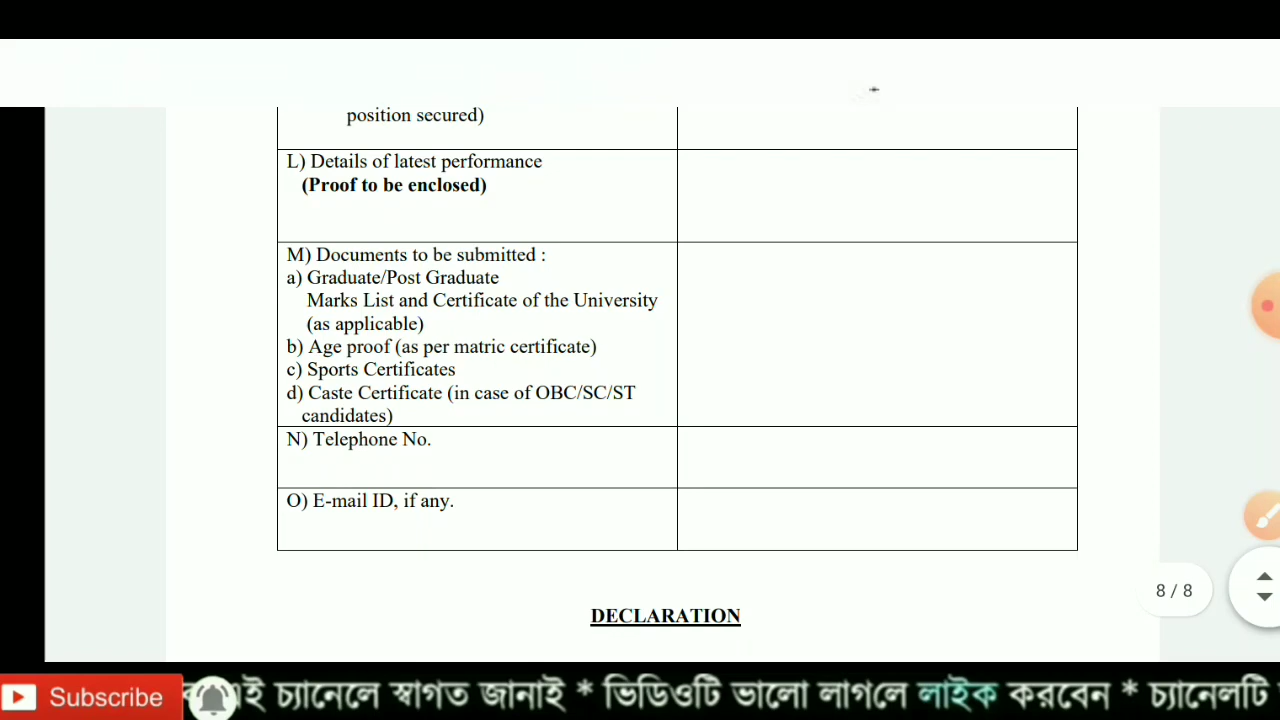 position secured)
L) Details of latest performance
(Proof to be enclosed)
M) Documents to be submitted :
a) Graduate/Post Graduate
Marks List and Certificate of the University
(as applicable)
b) Age proof (as per matric certificate)
c) Sports Certificates
d) Caste Certificate (in case of OBC/SC/ST
candidates)
N) Telephone No.
O) E-mail ID, if any.
8 / 8
DECLARATION
Subscribe
এই চ্যানেলে স্বাগত জানাই * ভিডিওটি ভালো লাগলে লাইক করবেন * চ্যানেলটি